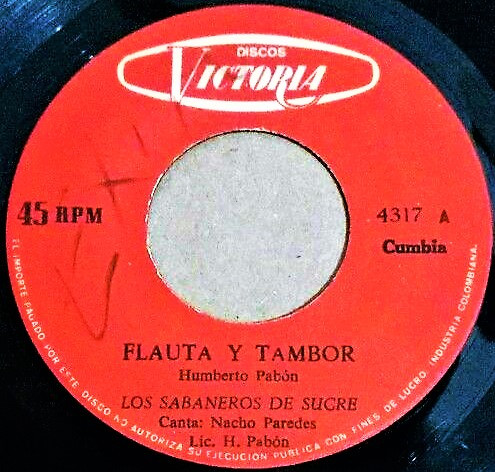 DISCOS
VICTORIA
45 RPM
4317 A
Cumbia
FLAUTA Y TAMBOR
Humberto Pabón
LOS SABANEROS DE SUCRE
Canta: Nacho Paredes
Lic. H. Pabón
EL IMPORTE PAGADO POR ESTE DISCO NO AUTORIZA SU EJECUCION PUBLICA CON FINES DE LUCRO. INDUSTRIA COLOMBIANA.